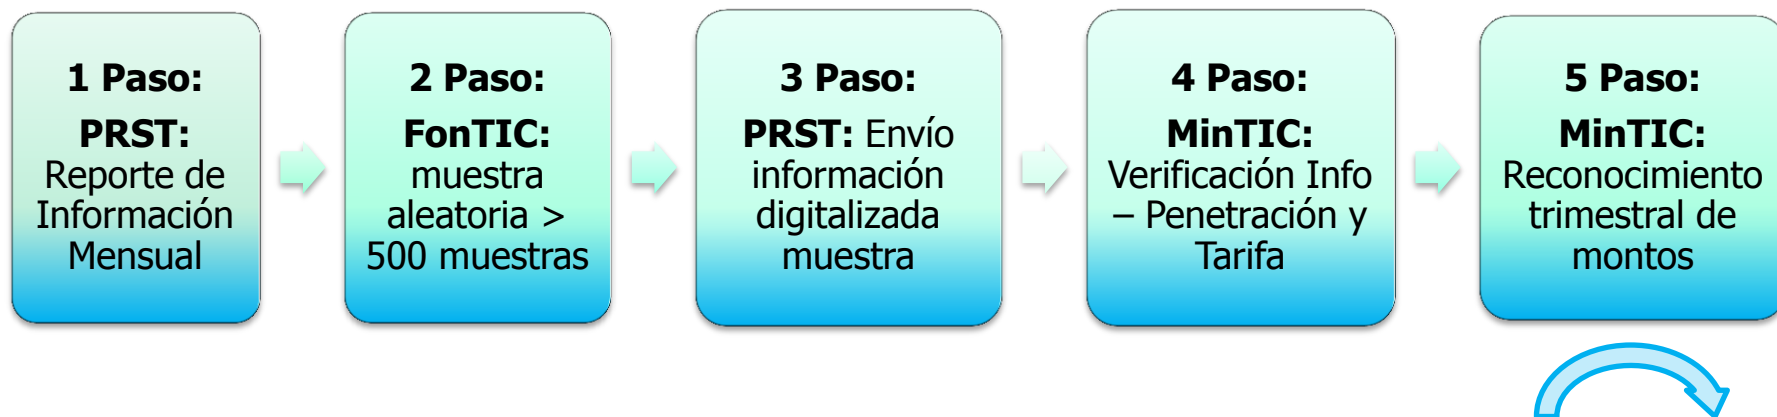 1 Paso:
PRST:
Reporte de
Información
Mensual
2 Paso:
FonTIC:
muestra
aleatoria >
500 muestras
3 Paso:
PRST: Envío
información
digitalizada
muestra
4 Paso:
MinTIC:
Verificación Info
– Penetración y
Tarifa
5 Paso:
MinTIC:
Reconocimiento
trimestral de
montos